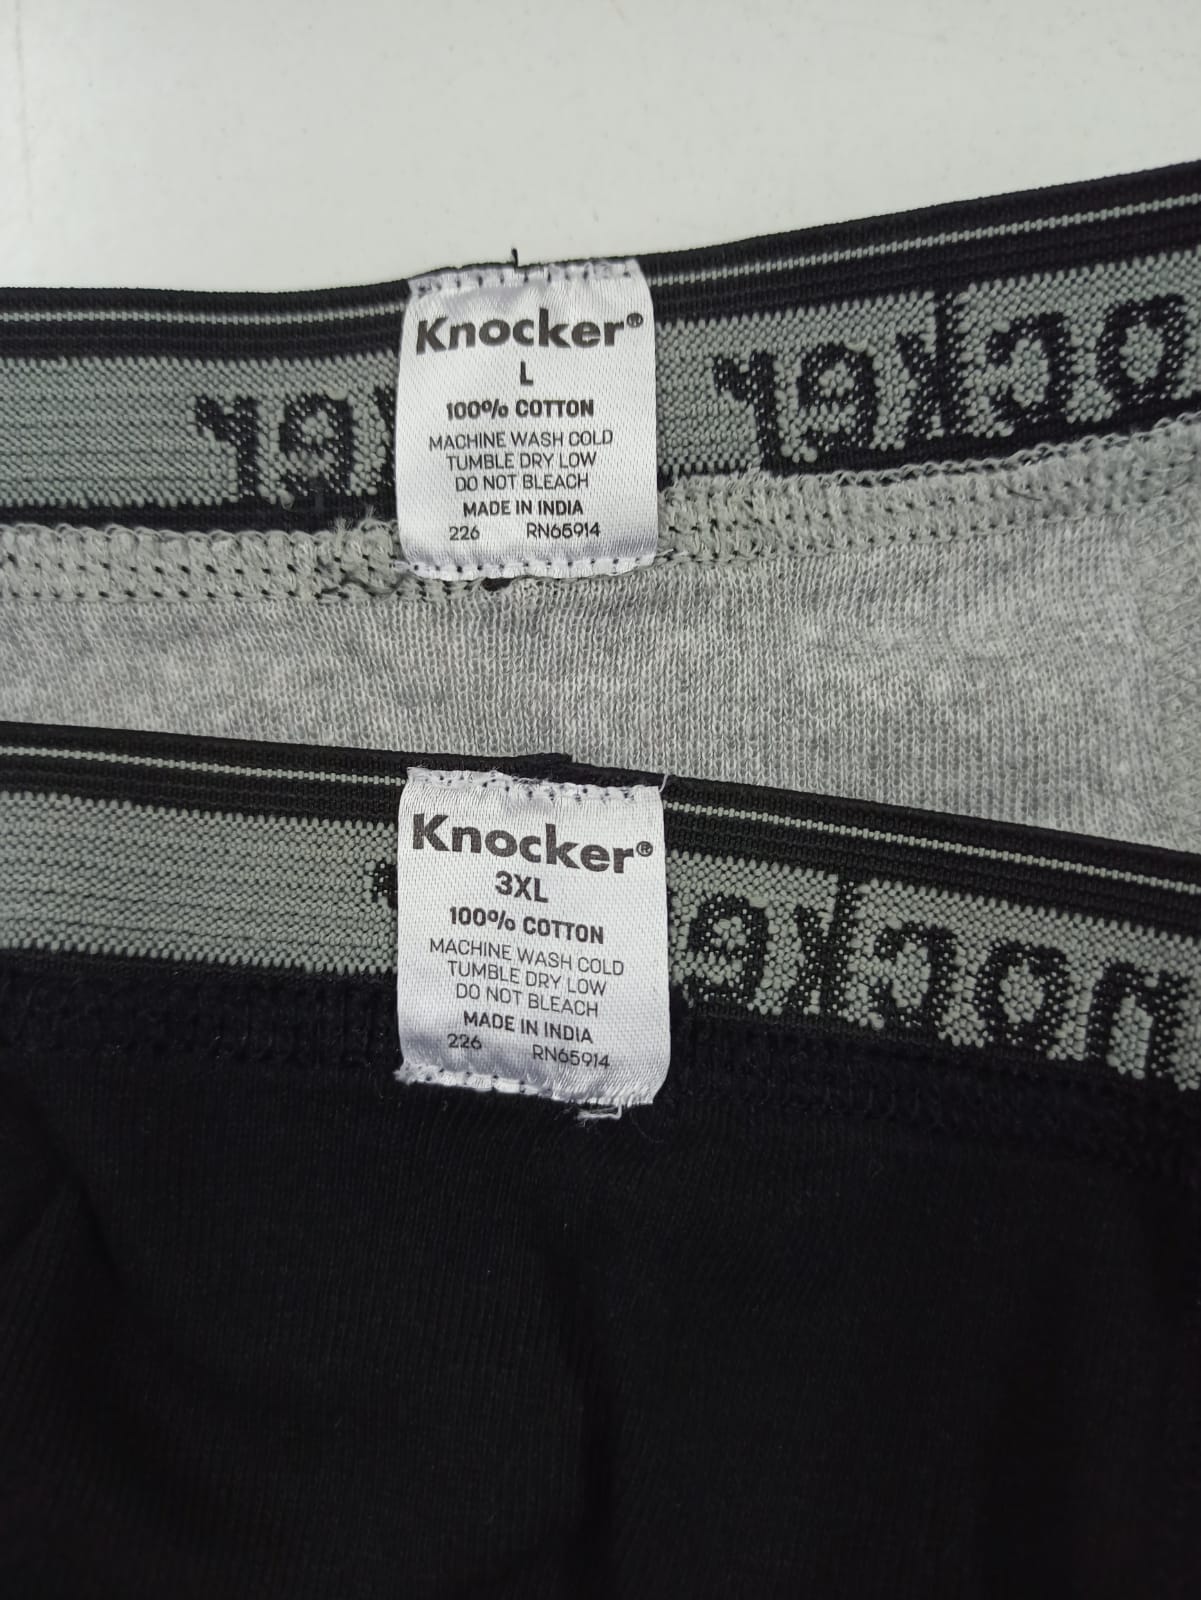 Knocker®
L
100% COTTON
MACHINE WASH COLD
TUMBLE DRY LOW
DO NOT BLEACH
MADE IN INDIA
226 RN65914
Knocker®
3XL
100% COTTON
MACHINE WASH COLD
TUMBLE DRY LOW
DO NOT BLEACH
MADE IN INDIA
226 RN65914